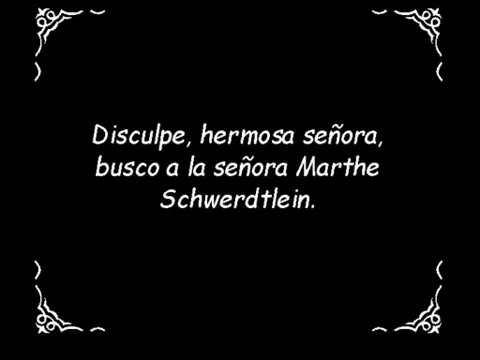 Disculpe, hermosa señora,
busco a la señora Marthe
Schwerdtlein.